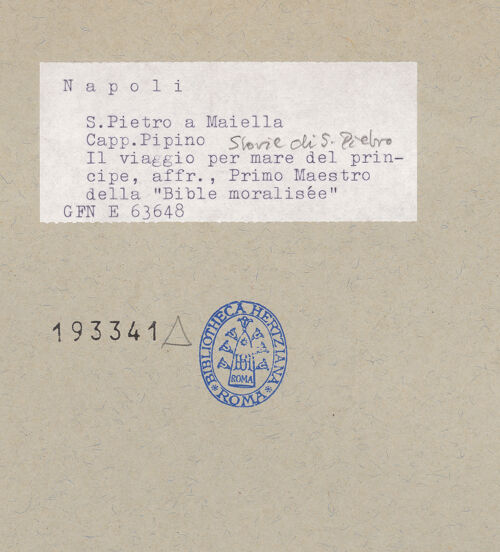 N a p o l i
S.Pietro a Maiella
Capp.Pipino Storie di S. Pietro
Il viaggio per mare del prin-
cipe, affr., Primo Maestro
della "Bible moralisée"
GFN E 63648
193341
BIBLIOTHECA HERTZIANA
ROMA
ROMA